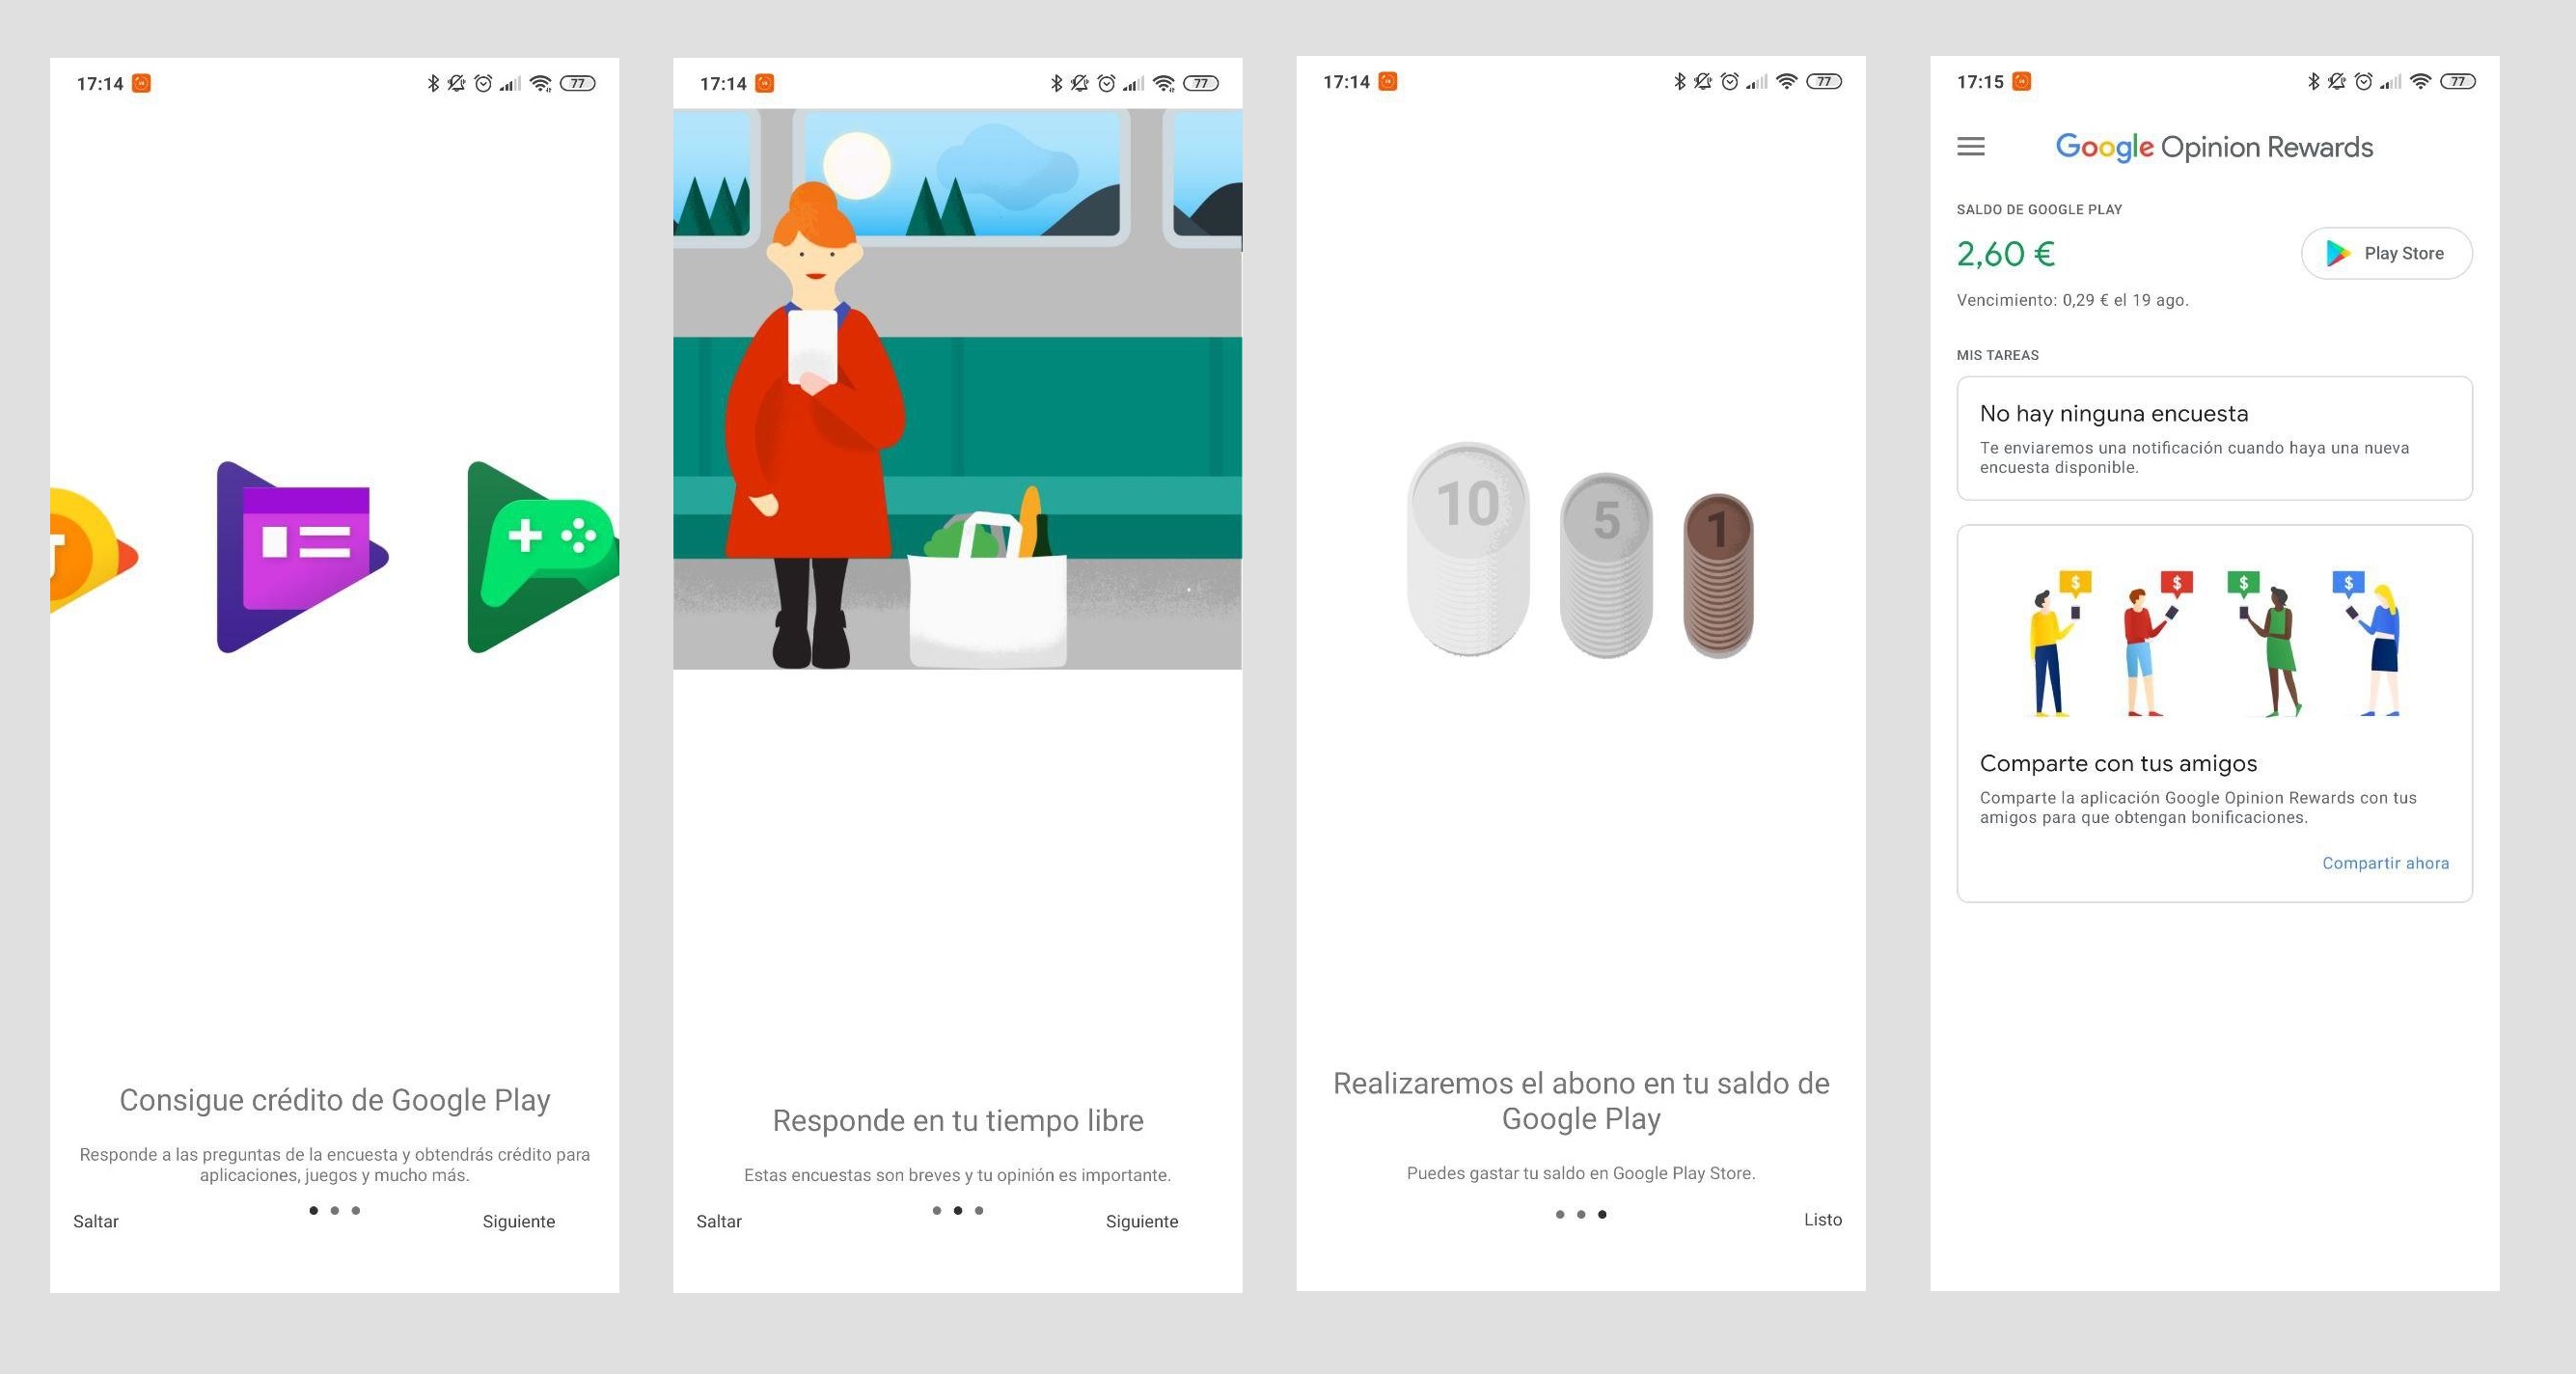 17:14
77
Consigue crédito de Google Play
Responde a las preguntas de la encuesta y obtendrás crédito para
aplicaciones, juegos y mucho más.
Saltar
Siguiente
17:14
77
Responde en tu tiempo libre
Estas encuestas son breves y tu opinión es importante.
Saltar
Siguiente
17:14
77
10
5
1
Realizaremos el abono en tu saldo de
Google Play
Puedes gastar tu saldo en Google Play Store.
Listo
17:15
77
Google Opinion Rewards
SALDO DE GOOGLE PLAY
2,60 €
Play Store
Vencimiento: 0,29 € el 19 ago.
MIS TAREAS
No hay ninguna encuesta
Te enviaremos una notificación cuando haya una nueva
encuesta disponible.
$ $ $ $
Comparte con tus amigos
Comparte la aplicación Google Opinion Rewards con tus
amigos para que obtengan bonificaciones.
Compartir ahora